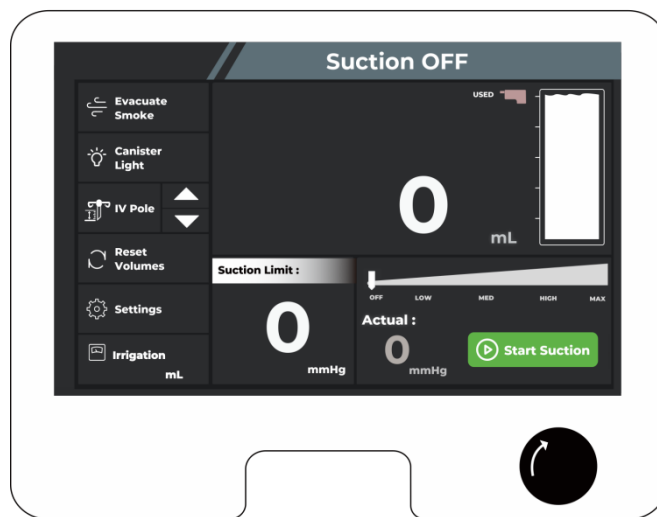 Suction OFF
Evacuate
Smoke
Canister
Light
IV Pole
Reset
Volumes
Settings
Irrigation
mL
USED
0
mL
Suction Limit :
0
mmHg
OFF LOW MED HIGH MAX
Actual :
0
mmHg
Start Suction